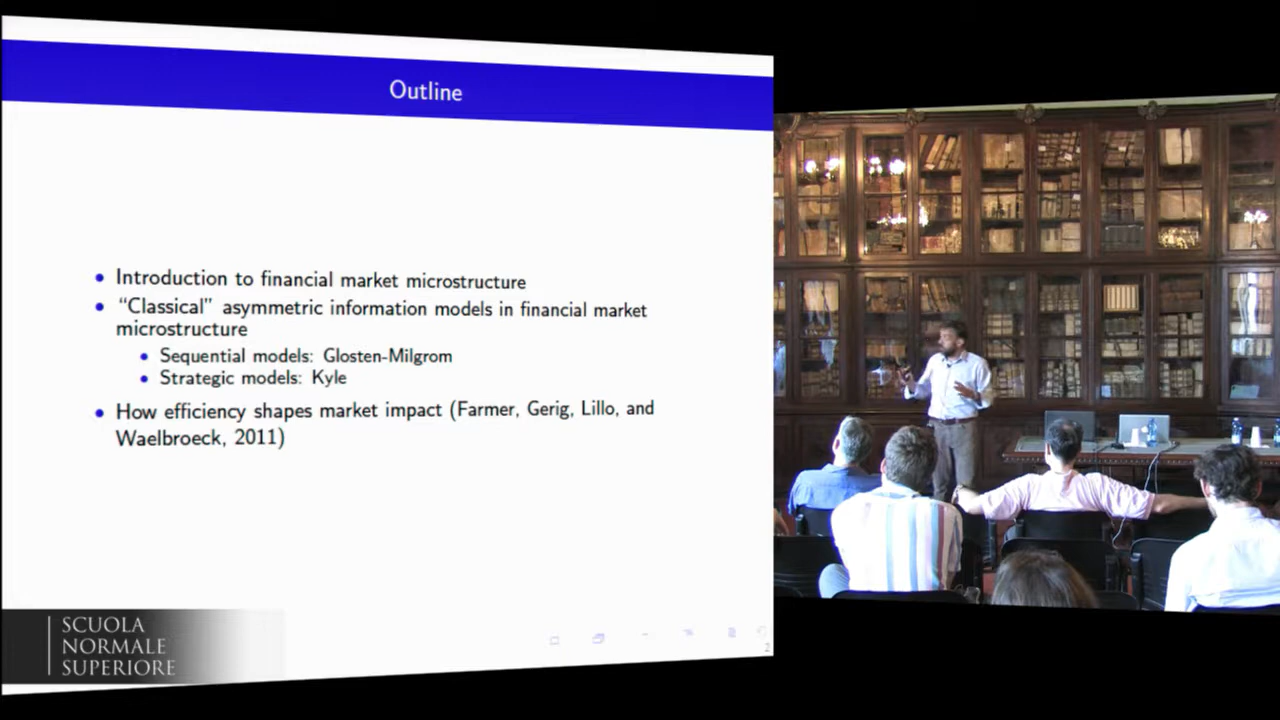 Outline
Introduction to financial market microstructure
“Classical” asymmetric information models in financial market
microstructure
Sequential models: Glosten-Milgrom
Strategic models: Kyle
How efficiency shapes market impact (Farmer, Gerig, Lillo, and
Waelbroeck, 2011)
2
SCUOLA
NORMALE
SUPERIORE